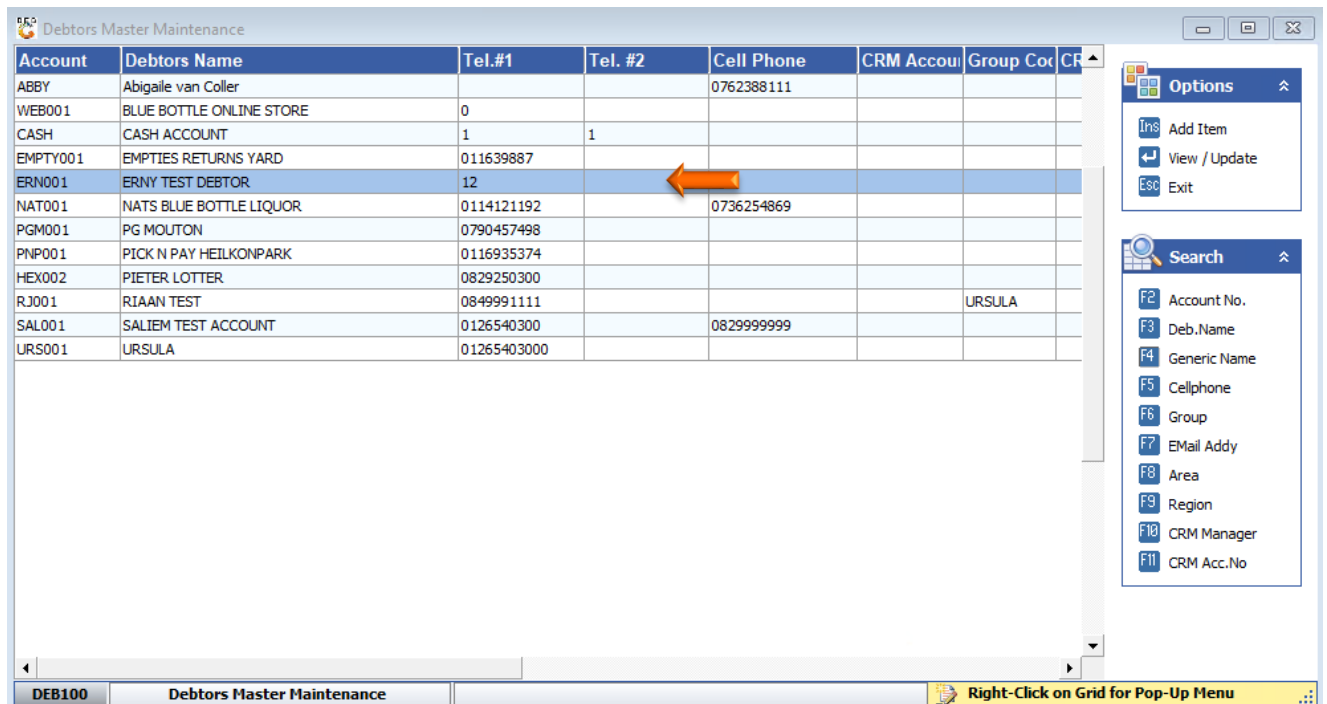 Debtors Master Maintenance
Account Debtors Name Tel.#1 Tel. #2 Cell Phone CRM Accou Group Coc CR
ABBY Abigaile van Coller 0762388111
WEB001 BLUE BOTTLE ONLINE STORE 0
CASH CASH ACCOUNT 1 1
EMPTY001 EMPTIES RETURNS YARD 011639887
ERN001 ERNY TEST DEBTOR 12
NAT001 NATS BLUE BOTTLE LIQUOR 0114121192 0736254869
PGM001 PG MOUTON 0790457498
PNP001 PICK N PAY HEILKONPARK 0116935374
HEX002 PIETER LOTTER 0829250300
RJ001 RIAAN TEST 0849991111 URSULA
SAL001 SALIEM TEST ACCOUNT 0126540300 0829999999
URS001 URSULA 01265403000
Options
Ins Add Item
View / Update
Esc Exit
Search
F2 Account No.
F3 Deb.Name
F4 Generic Name
F5 Cellphone
F6 Group
F7 EMail Addy
F8 Area
F9 Region
F10 CRM Manager
F11 CRM Acc.No
DEB100 Debtors Master Maintenance Right-Click on Grid for Pop-Up Menu